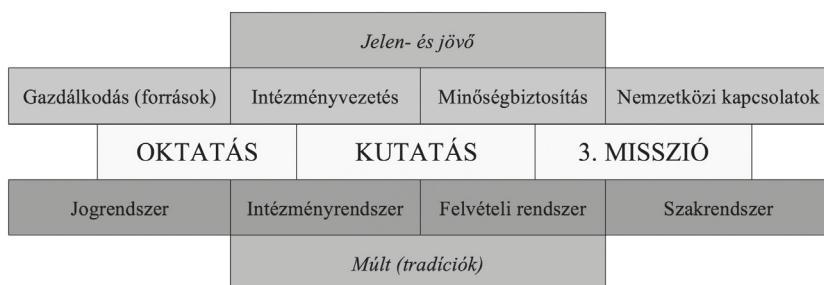 Jelen- és jövő
Gazdálkodás (források) Intézményvezetés Minőségbiztosítás Nemzetközi kapcsolatok
OKTATÁS KUTATÁS 3. MISSZIÓ
Jogrendszer Intézményrendszer Felvételi rendszer Szakrendszer
Múlt (tradíciók)